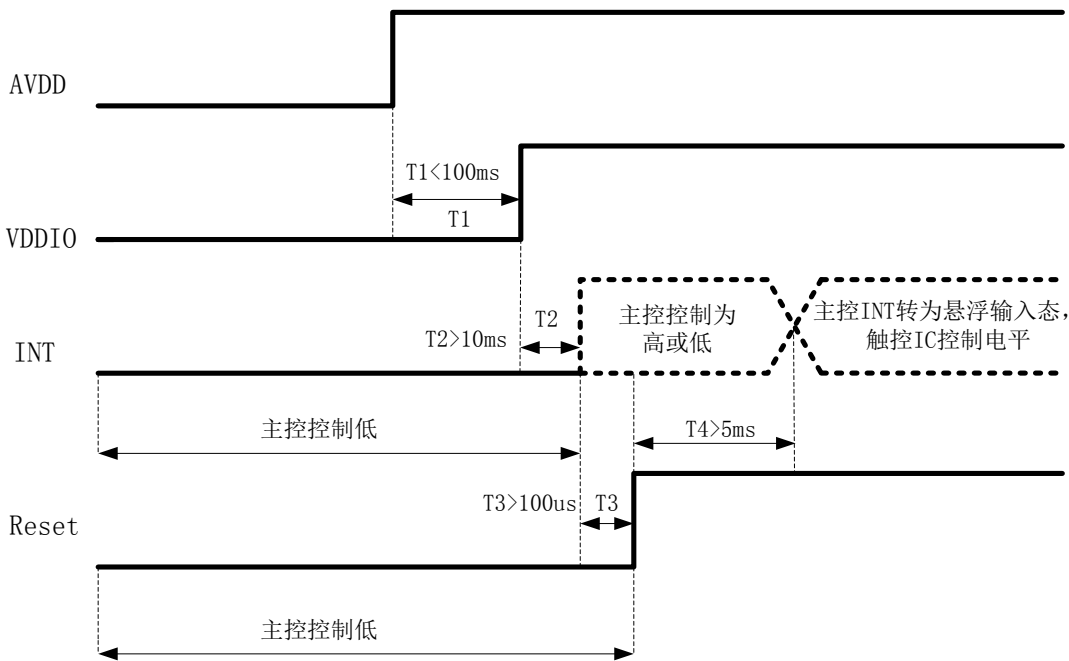 AVDD
T1<100ms
T1
VDDIO
T2
T2>10ms
主控控制为
高或低
主控INT转为悬浮输入态，
触控IC控制电平
INT
主控控制低
T4>5ms
T3>100us
T3
Reset
主控控制低